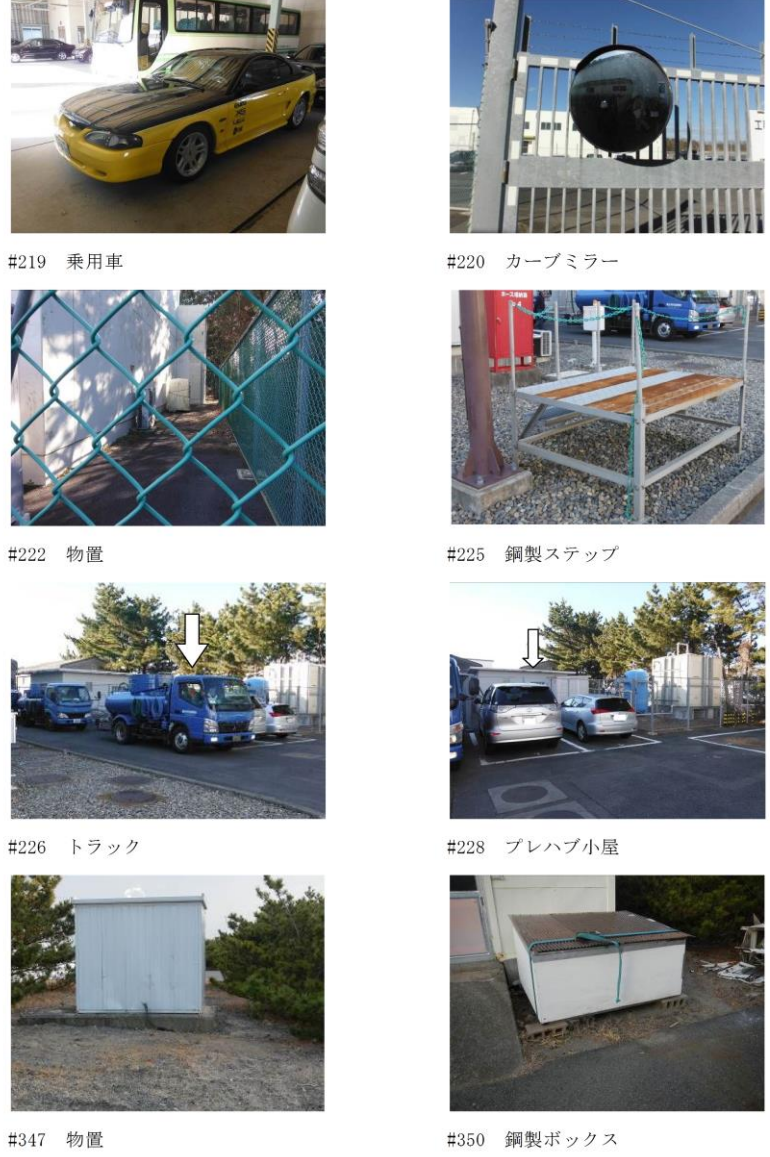 #219 乗用車
#220 カーブミラー
#222 物置
#225 鋼製ステップ
#226 トラック
#228 プレハブ小屋
#347 物置
#350 鋼製ボックス